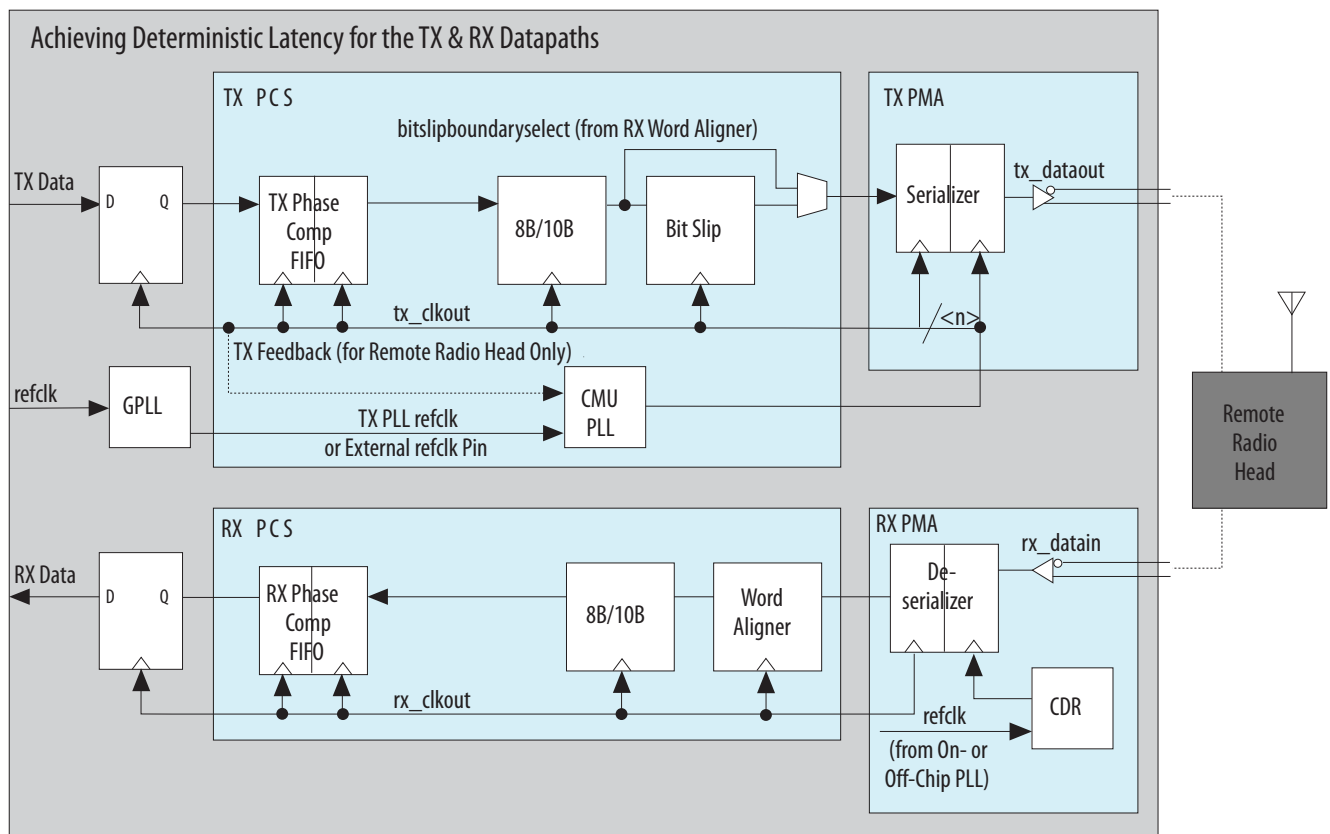 Achieving Deterministic Latency for the TX & RX Datapaths
TX PCS
TX PMA
bitslipboundaryselect (from RX Word Aligner)
TX Data
D Q
TX Phase
Comp
FIFO
8B/10B
Bit Slip
Serializer
tx_dataout
tx_clkout
<n>
TX Feedback (for Remote Radio Head Only)
refclk
GPLL
TX PLL refclk
or External refclk Pin
CMU
PLL
Remote
Radio
Head
RX PCS
RX PMA
rx_datain
RX Data
D Q
RX Phase
Comp
FIFO
8B/10B
Word
Aligner
De-
serializer
rx_clkout
CDR
refclk
(from On- or
Off-Chip PLL)